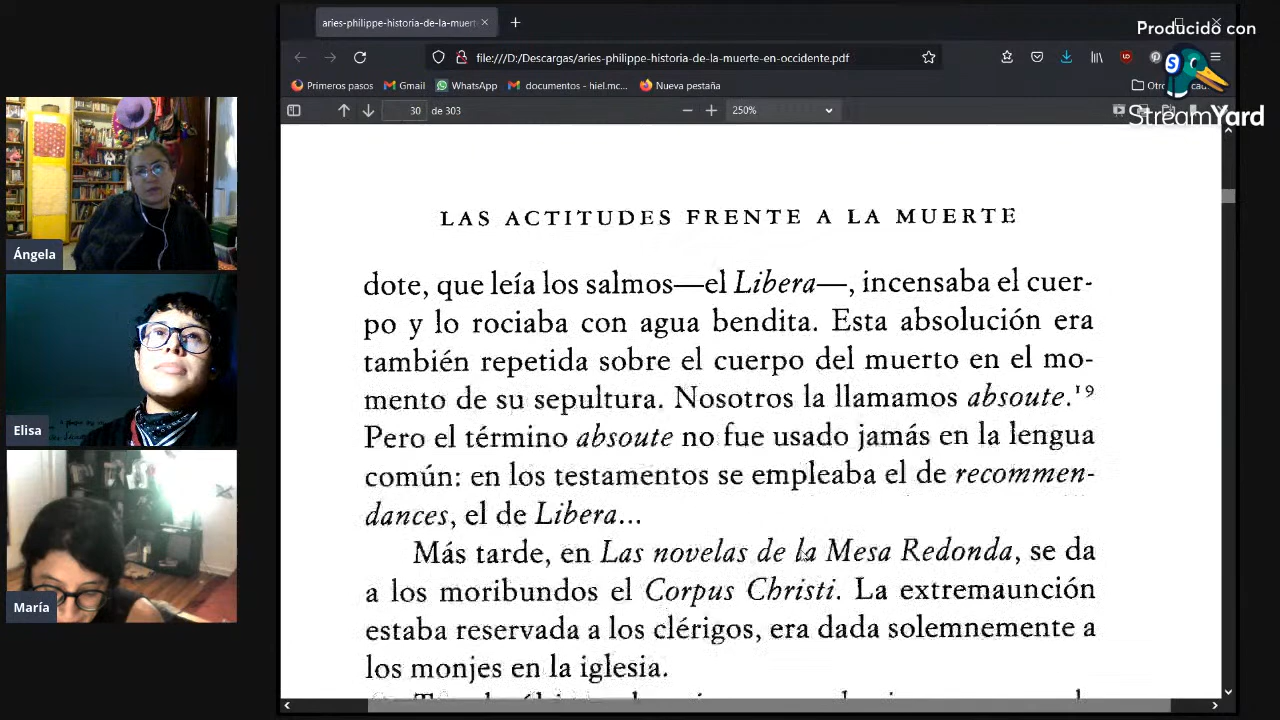 aries-philippe-historia-de-la-muert
Producido con
file:///D:/Descargas/aries-philippe-historia-de-la-muerte-en-occidente.pdf
Primeros pasos
Gmail
WhatsApp
documentos - hiel.mc...
Nueva pestaña
30 de 303
250%
StreamYard
LAS ACTITUDES FRENTE A LA MUERTE
dote, que leía los salmos—el Libera—, incensaba el cuer-
po y lo rociaba con agua bendita. Esta absolución era
también repetida sobre el cuerpo del muerto en el mo-
mento de su sepultura. Nosotros la llamamos absoute.¹⁹
Pero el término absoute no fue usado jamás en la lengua
común: en los testamentos se empleaba el de recommen-
dances, el de Libera...
Más tarde, en Las novelas de la Mesa Redonda, se da
a los moribundos el Corpus Christi. La extremaunción
estaba reservada a los clérigos, era dada solemnemente a
los monjes en la iglesia.
Ángela
Elisa
María